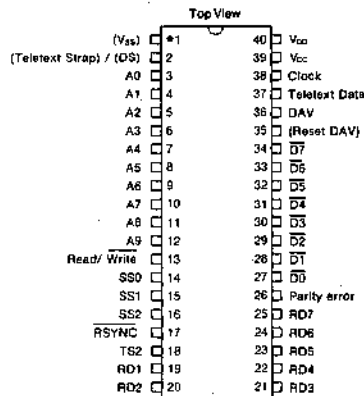 Top View
(Vss) *1 40 VDD
(Teletext Strap) / (DS) 2 39 Vcc
A0 3 38 Clock
A1 4 37 Teletext Data
A2 5 36 DAV
A3 6 35 (Reset DAV)
A4 7 34 D7
A5 8 33 D6
A6 9 32 D5
A7 10 31 D4
A8 11 30 D3
A9 12 29 D2
Read/ Write 13 28 D1
SS0 14 27 D0
SS1 15 26 Parity error
SS2 16 25 RD7
RSYNC 17 24 RD6
TS2 18 23 RD5
RD1 19 22 RD4
RD2 20 21 RD3